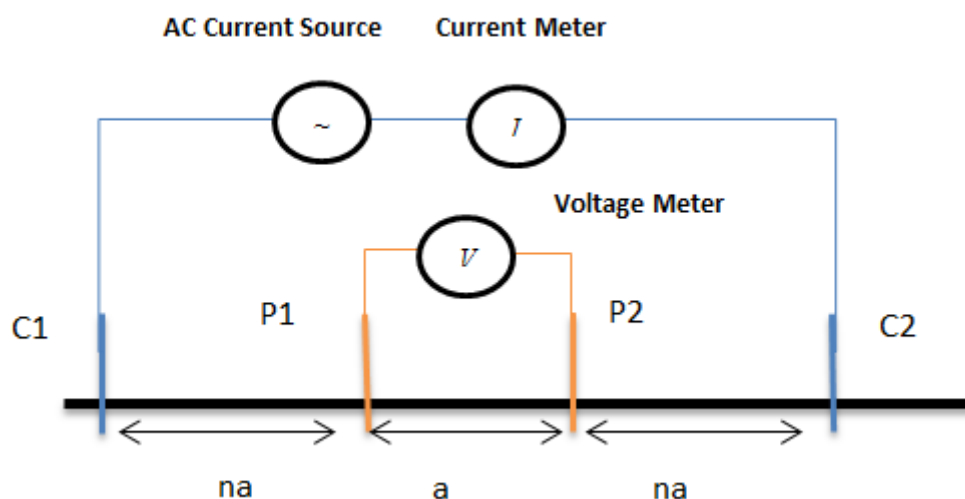 AC Current Source Current Meter
~ I
Voltage Meter
V
C1 P1 P2 C2
na a na